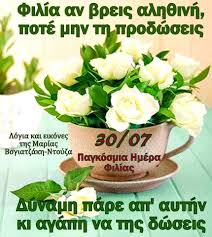 Φιλία αν βρεις αληθινή,
ποτέ μην τη προδώσεις
Λόγια και εικόνες
της Μαρίας
Βογιατζάκη-Ντούζα
30/07
Παγκόσμια Ημέρα
Φιλίας
Δύναμη πάρε απ' αυτήν
κι αγάπη να της δώσεις